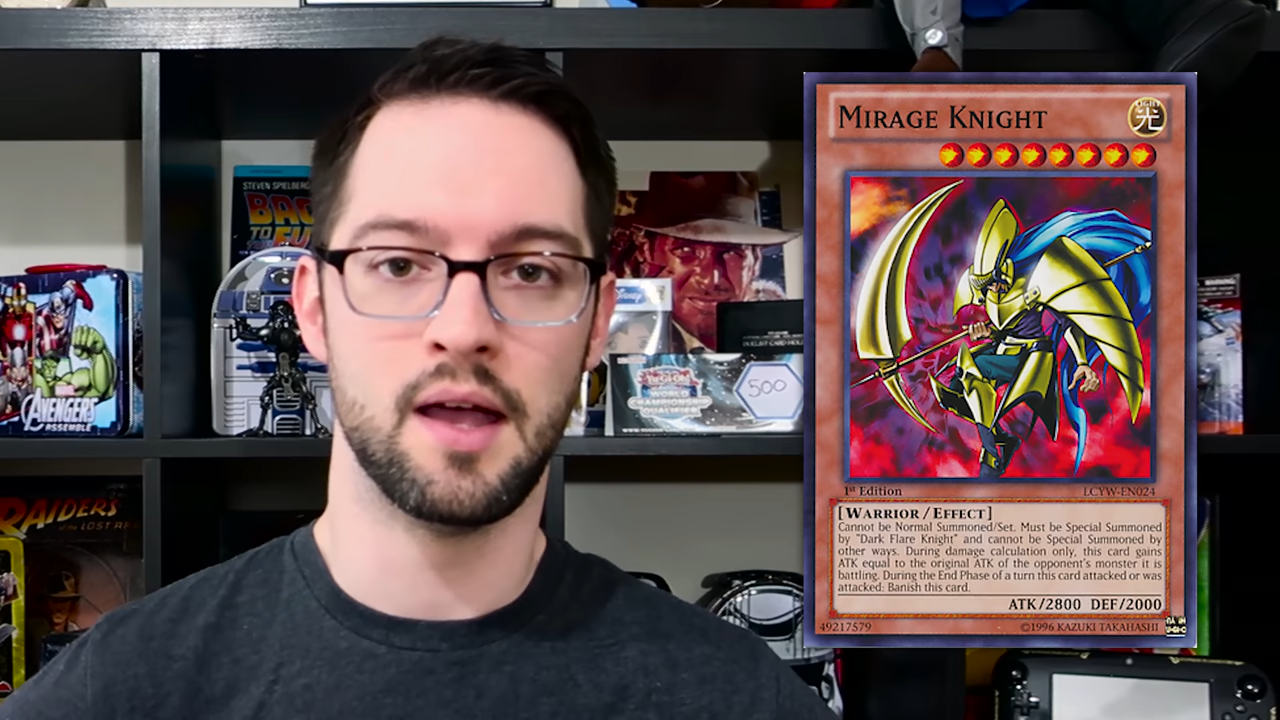 MIRAGE KNIGHT
LIGHT
光
STEVEN SPIELBERG
BACK
TO
Disney
500
WORLD
CHAMPIONSHIP
QUALIFIER
AVENGERS
ASSEMBLE
RAIDERS
of the LOST AR
WARNING
1st Edition
LCYW-EN024
[WARRIOR/EFFECT]
Cannot be Normal Summoned/Set. Must be Special Summoned
by "Dark Flare Knight" and cannot be Special Summoned by
other ways. During damage calculation only, this card gains
ATK equal to the original ATK of the opponent's monster it is
battling. During the End Phase of a turn this card attacked or was
attacked: Banish this card.
ATK/2800 DEF/2000
49217579
©1996 KAZUKI TAKAHASHI